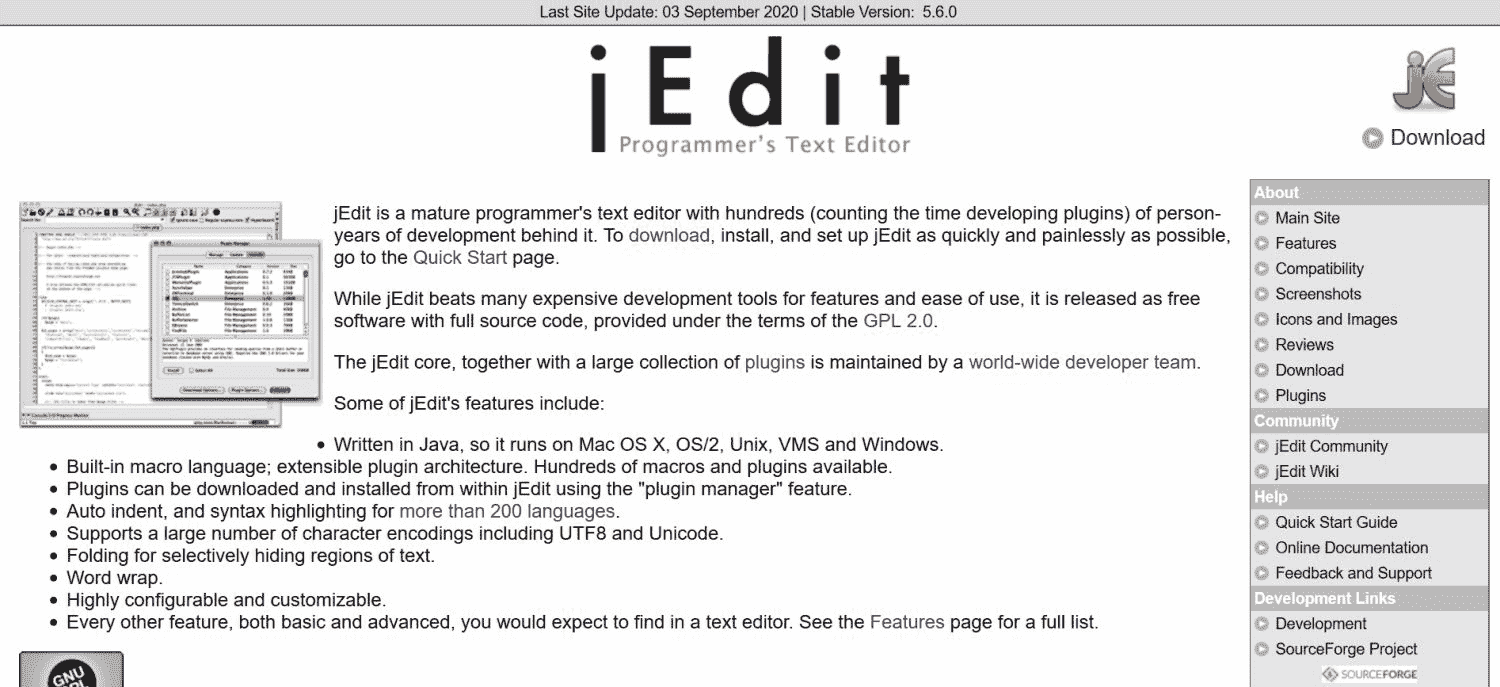 Last Site Update: 03 September 2020 | Stable Version: 5.6.0
jEdit
Programmer's Text Editor
jE
Download
jEdit is a mature programmer's text editor with hundreds (counting the time developing plugins) of person-
years of development behind it. To download, install, and set up jEdit as quickly and painlessly as possible,
go to the Quick Start page.
While jEdit beats many expensive development tools for features and ease of use, it is released as free
software with full source code, provided under the terms of the GPL 2.0.
The jEdit core, together with a large collection of plugins is maintained by a world-wide developer team.
Some of jEdit's features include:
• Written in Java, so it runs on Mac OS X, OS/2, Unix, VMS and Windows.
• Built-in macro language; extensible plugin architecture. Hundreds of macros and plugins available.
• Plugins can be downloaded and installed from within jEdit using the "plugin manager" feature.
• Auto indent, and syntax highlighting for more than 200 languages.
• Supports a large number of character encodings including UTF8 and Unicode.
• Folding for selectively hiding regions of text.
• Word wrap.
• Highly configurable and customizable.
• Every other feature, both basic and advanced, you would expect to find in a text editor. See the Features page for a full list.
GNU
About
Main Site
Features
Compatibility
Screenshots
Icons and Images
Reviews
Download
Plugins
Community
jEdit Community
jEdit Wiki
Help
Quick Start Guide
Online Documentation
Feedback and Support
Development Links
Development
SourceForge Project
SOURCEFORGE